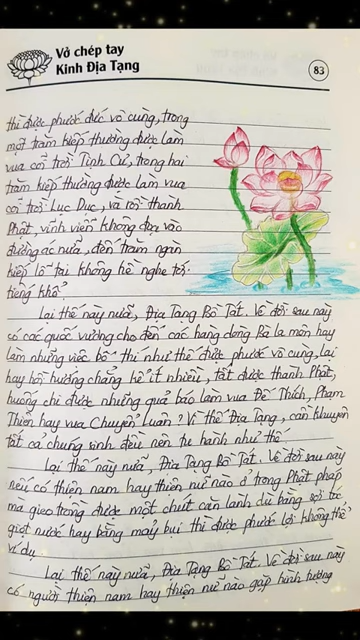 Vở chép tay
Kinh Địa Tạng
83
thì được phước đức vô cùng, trong
một trăm kiếp thường được làm
vua cõi trời Tịnh Cư, trong hai
trăm kiếp thường được làm vua
cõi trời Lục Dục, và rồi thành
Phật, vĩnh viễn không đọa vào
đường ác nữa, đến trăm ngàn
kiếp lỗ tai không hề nghe tới
tiếng khổ.
Lại thế này nữa, Địa Tạng Bồ Tát. Về đời sau này
số các quốc vương cho đến các hàng dòng Bà la môn hay
làm những việc bố thí như thế được phước vô cùng, lại
hay hồi hướng chẳng kể ít nhiều, tất được thành Phật,
huống chi được những quả báo làm vua Đế Thích, Phạm
Thiên hay vua Chuyển Luân? Vì thế Địa Tạng, cần khuyên
tất cả chúng sinh đều nên tu hành như thế.
Lại thế này nữa, Địa Tạng Bồ Tát. Về đời sau này
nếu có thiện nam hay thiện nữ nào ở trong Phật pháp
mà gieo trồng được một chút căn lành dù bằng sợi tóc
giọt nước hay bằng mảy bụi thì được phước lợi không thể
ví dụ
Lại thế này nữa, Địa Tạng Bồ Tát. Về đời sau này
có người thiện nam hay thiện nữ nào gặp hình tượng